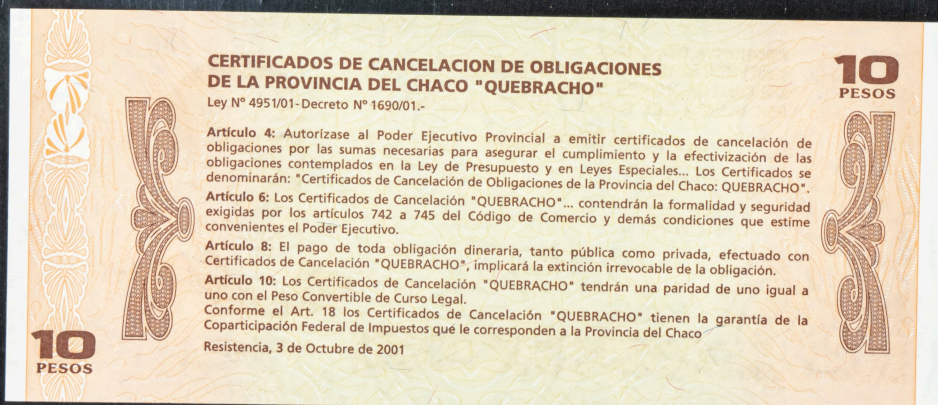 CERTIFICADOS DE CANCELACION DE OBLIGACIONES
DE LA PROVINCIA DEL CHACO "QUEBRACHO"
Ley Nº 4951/01-Decreto Nº 1690/01.-
10
PESOS
Artículo 4: Autorízase al Poder Ejecutivo Provincial a emitir certificados de cancelación de
obligaciones por las sumas necesarias para asegurar el cumplimiento y la efectivización de las
obligaciones contemplados en la Ley de Presupuesto y en Leyes Especiales... Los Certificados se
denominarán: "Certificados de Cancelación de Obligaciones de la Provincia del Chaco: QUEBRACHO".
Artículo 6: Los Certificados de Cancelación "QUEBRACHO"... contendrán la formalidad y seguridad
exigidas por los artículos 742 a 745 del Código de Comercio y demás condiciones que estime
convenientes el Poder Ejecutivo.
Artículo 8: El pago de toda obligación dineraria, tanto pública como privada, efectuado con
Certificados de Cancelación "QUEBRACHO", implicará la extinción irrevocable de la obligación.
Artículo 10: Los Certificados de Cancelación "QUEBRACHO" tendrán una paridad de uno igual a
uno con el Peso Convertible de Curso Legal.
Conforme el Art. 18 los Certificados de Cancelación "QUEBRACHO" tienen la garantía de la
Coparticipación Federal de Impuestos que le corresponden a la Provincia del Chaco
Resistencia, 3 de Octubre de 2001
10
PESOS